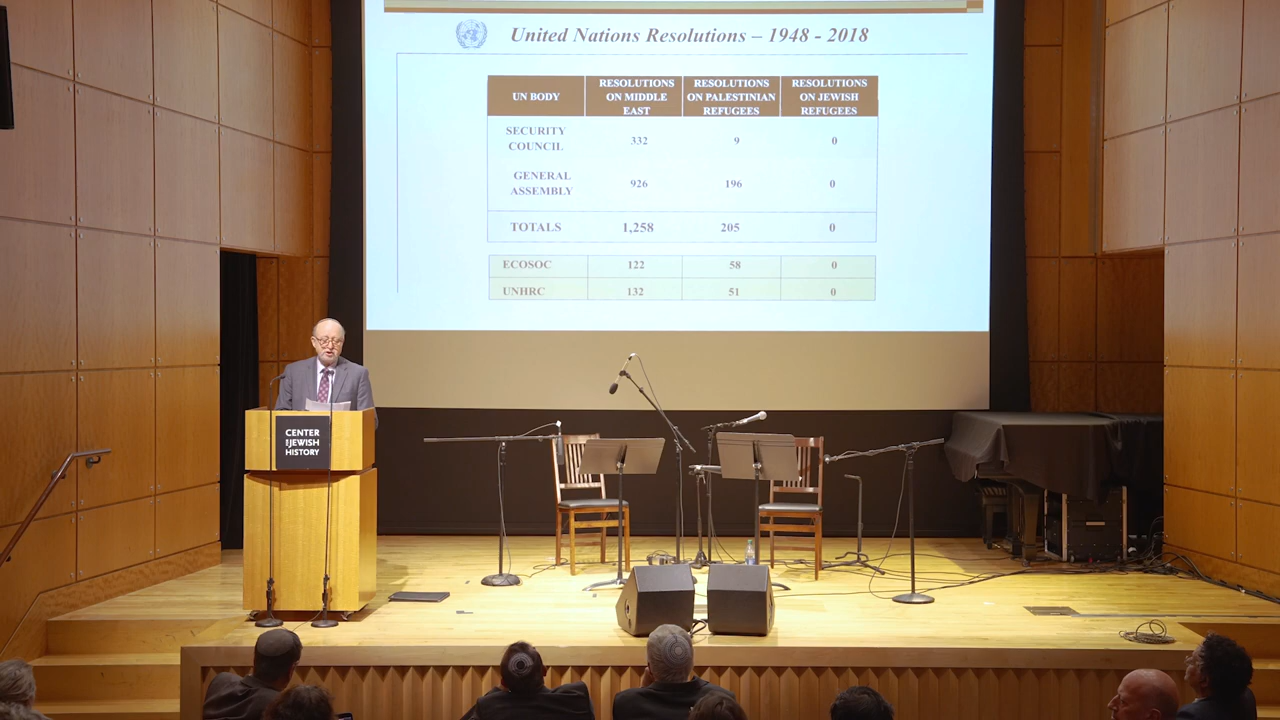 United Nations Resolutions – 1948 - 2018
UN BODY
RESOLUTIONS
ON MIDDLE
EAST
RESOLUTIONS
ON PALESTINIAN
REFUGEES
RESOLUTIONS
ON JEWISH
REFUGEES
SECURITY
COUNCIL
332
9
0
GENERAL
ASSEMBLY
926
196
0
TOTALS
1,258
205
0
ECOSOC
122
58
0
UNHRC
132
51
0
CENTER
FOR JEWISH
HISTORY